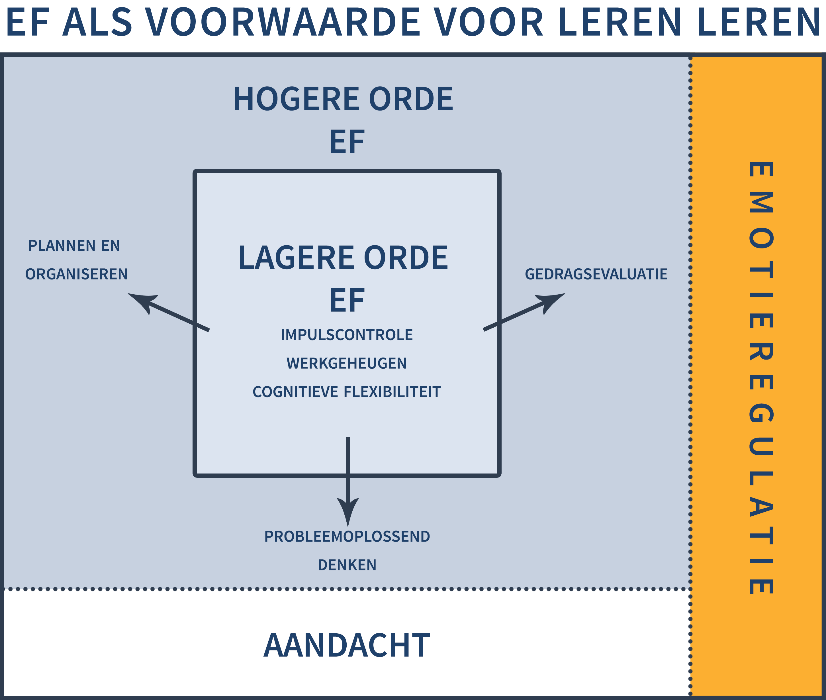 EF ALS VOORWAARDE VOOR LEREN LEREN
HOGERE ORDE
EF
PLANNEN EN
ORGANISEREN
LAGERE ORDE
EF
IMPULSCONTROLE
WERKGEHEUGEN
COGNITIEVE FLEXIBILITEIT
GEDRAGSEVALUATIE
PROBLEEMOPLOSSEND
DENKEN
AANDACHT
EMOTIEREGULATIE